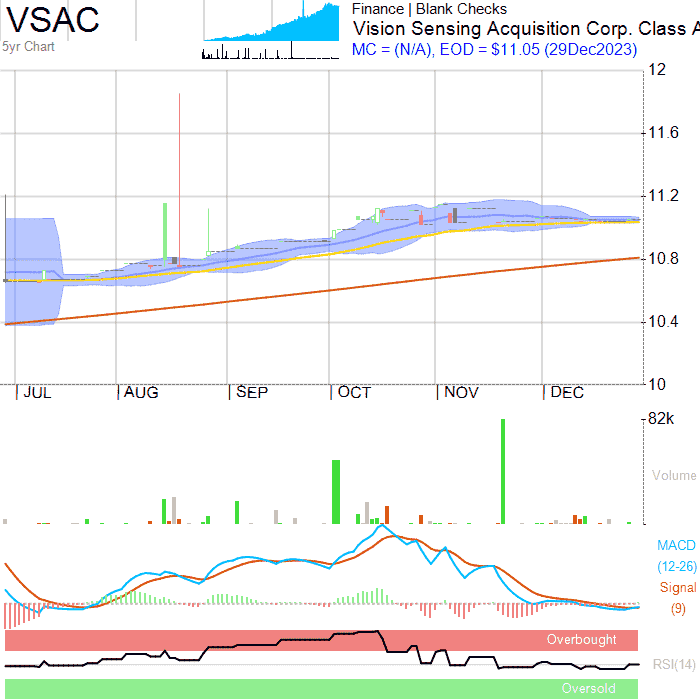 VSAC
5yr Chart
Finance | Blank Checks
Vision Sensing Acquisition Corp. Class A
MC = (N/A), EOD = $11.05 (29Dec2023)
12
11.6
11.2
10.8
10.4
10
JUL
AUG
SEP
OCT
NOV
DEC
82k
Volume
MACD
(12-26)
Signal
(9)
Overbought
RSI(14)
Oversold